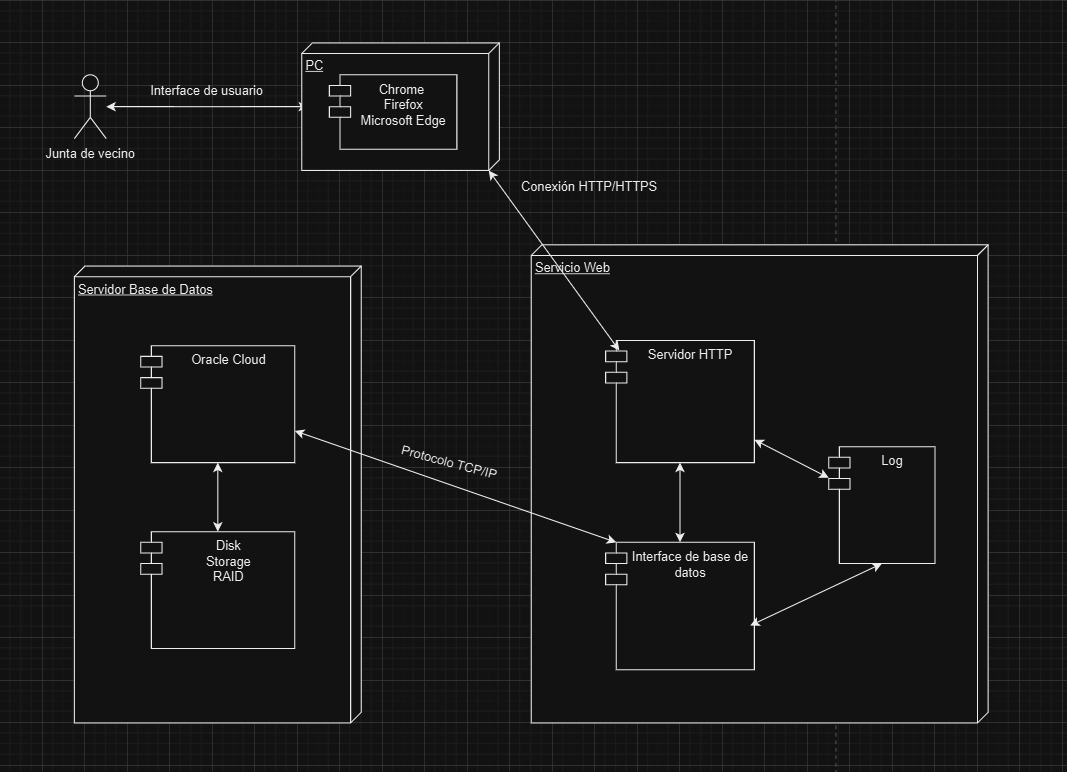 PC
Chrome
Firefox
Microsoft Edge
Interface de usuario
Junta de vecino
Conexión HTTP/HTTPS
Servicio Web
Servidor Base de Datos
Servidor HTTP
Oracle Cloud
Protocolo TCP/IP
Log
Disk
Storage
RAID
Interface de base de
datos